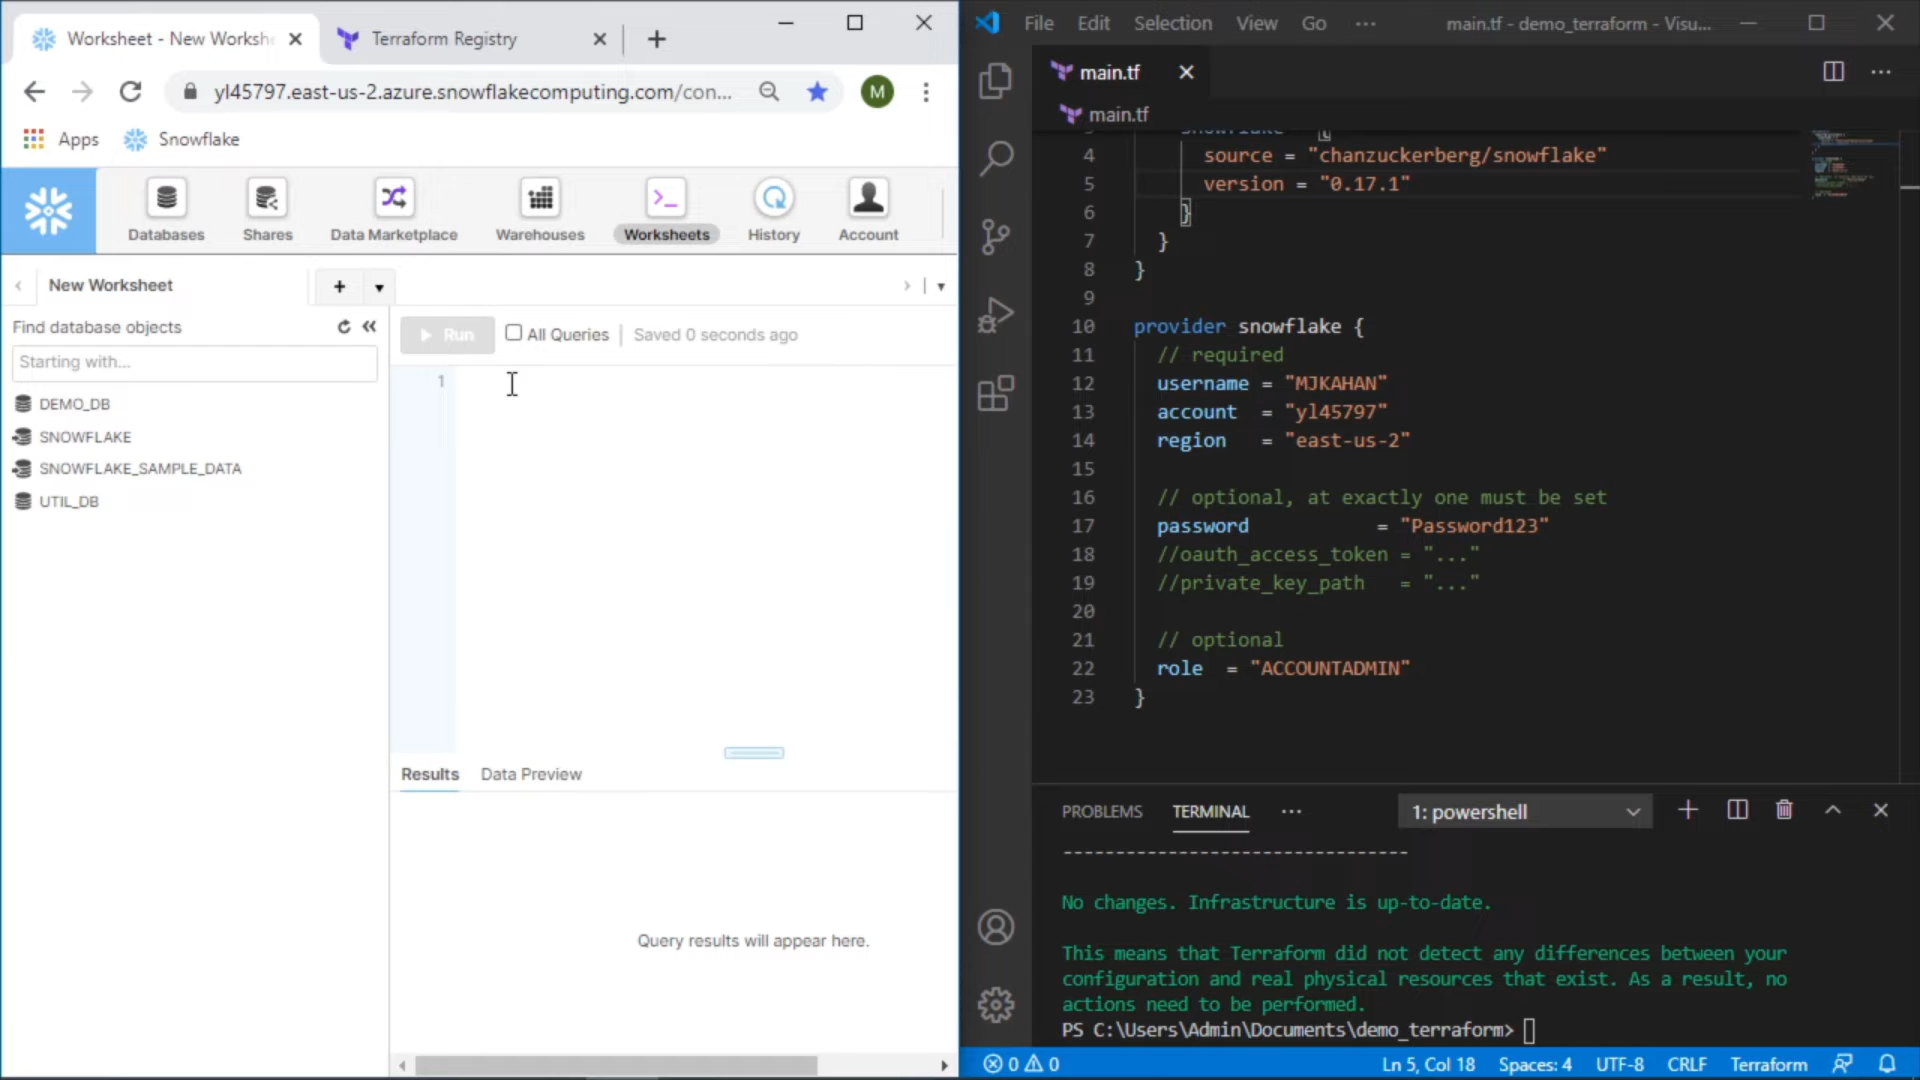 Worksheet - New Worksh
Terraform Registry
yl45797.east-us-2.azure.snowflakecomputing.com/con...
M
Apps
Snowflake
Databases
Shares
Data Marketplace
Warehouses
Worksheets
History
Account
New Worksheet
Find database objects
Starting with...
DEMO_DB
SNOWFLAKE
SNOWFLAKE_SAMPLE_DATA
UTIL_DB
Run
All Queries
Saved 0 seconds ago
1
Results
Data Preview
Query results will appear here.
File Edit Selection View Go ···
main.tf - demo_terraform - Visu...
main.tf
main.tf
4 source = "chanzuckerberg/snowflake"
5 version = "0.17.1"
6 }
7 }
8 }
9
10 provider snowflake {
11 // required
12 username = "MJKAHAN"
13 account = "yl45797"
14 region = "east-us-2"
15
16 // optional, at exactly one must be set
17 password = "Password123"
18 //oauth_access_token = "..."
19 //private_key_path = "..."
20
21 // optional
22 role = "ACCOUNTADMIN"
23 }
PROBLEMS TERMINAL ···
1: powershell
---------------------------------
No changes. Infrastructure is up-to-date.
This means that Terraform did not detect any differences between your
configuration and real physical resources that exist. As a result, no
actions need to be performed.
PS C:\Users\Admin\Documents\demo_terraform>
0 0
Ln 5, Col 18
Spaces: 4
UTF-8
CRLF
Terraform